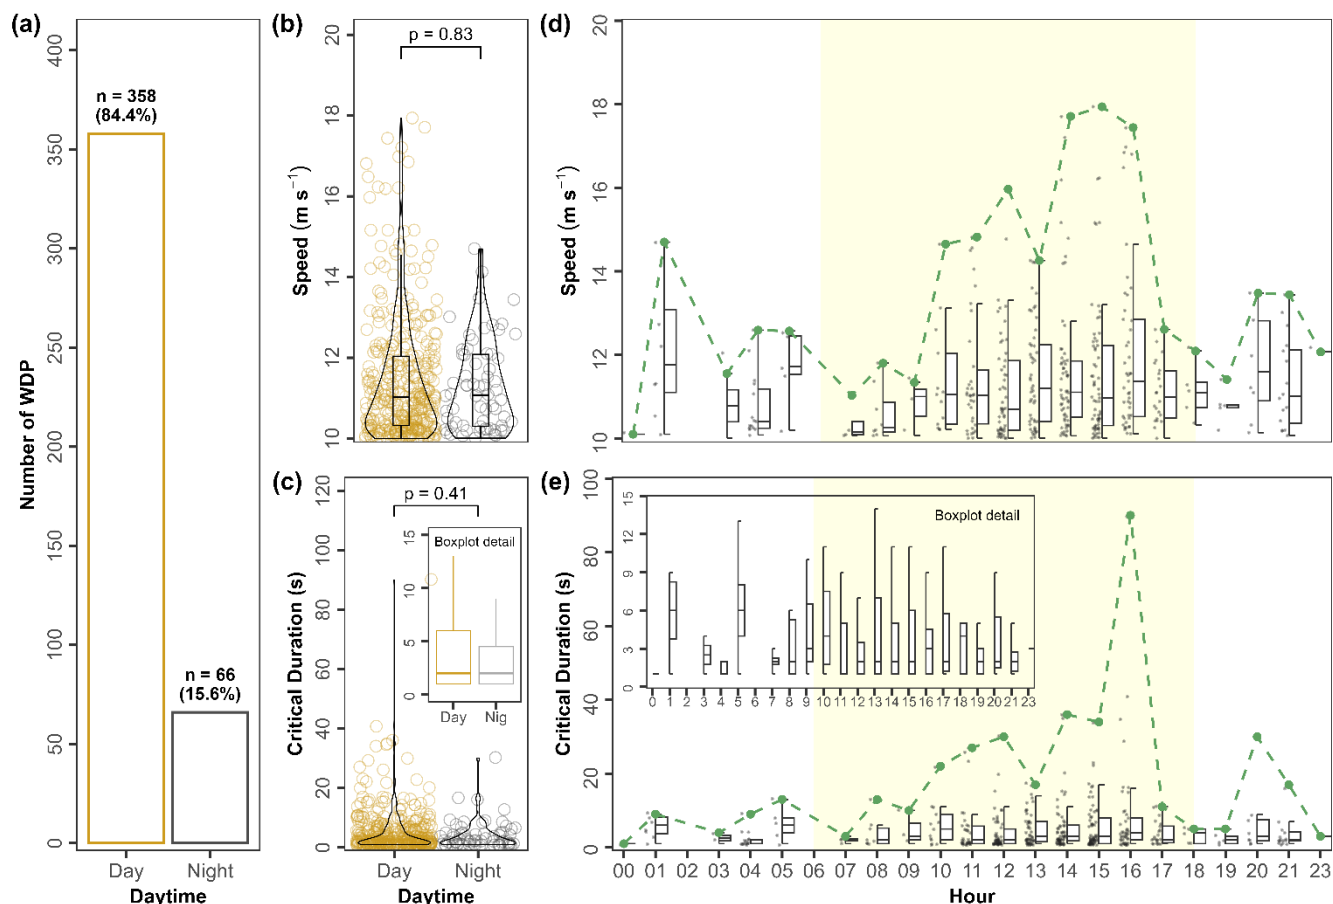 (a)
400
350
300
250
200
150
100
50
0
Number of WDP
n = 358
(84.4%)
n = 66
(15.6%)
Day
Night
Daytime
(b)
20
18
16
14
12
10
Speed (m s⁻¹)
p = 0.83
(c)
120
100
80
60
40
20
0
Critical Duration (s)
p = 0.41
Boxplot detail
15
10
5
0
Day
Nig
Day
Night
Daytime
(d)
20
18
16
14
12
10
Speed (m s⁻¹)
(e)
100
80
60
40
20
0
Critical Duration (s)
Boxplot detail
15
12
9
6
3
0
0 1 2 3 4 5 6 7 8 9 10 11 12 13 14 15 16 17 18 19 20 21 23
00 01 02 03 04 05 06 07 08 09 10 11 12 13 14 15 16 17 18 19 20 21 23
Hour